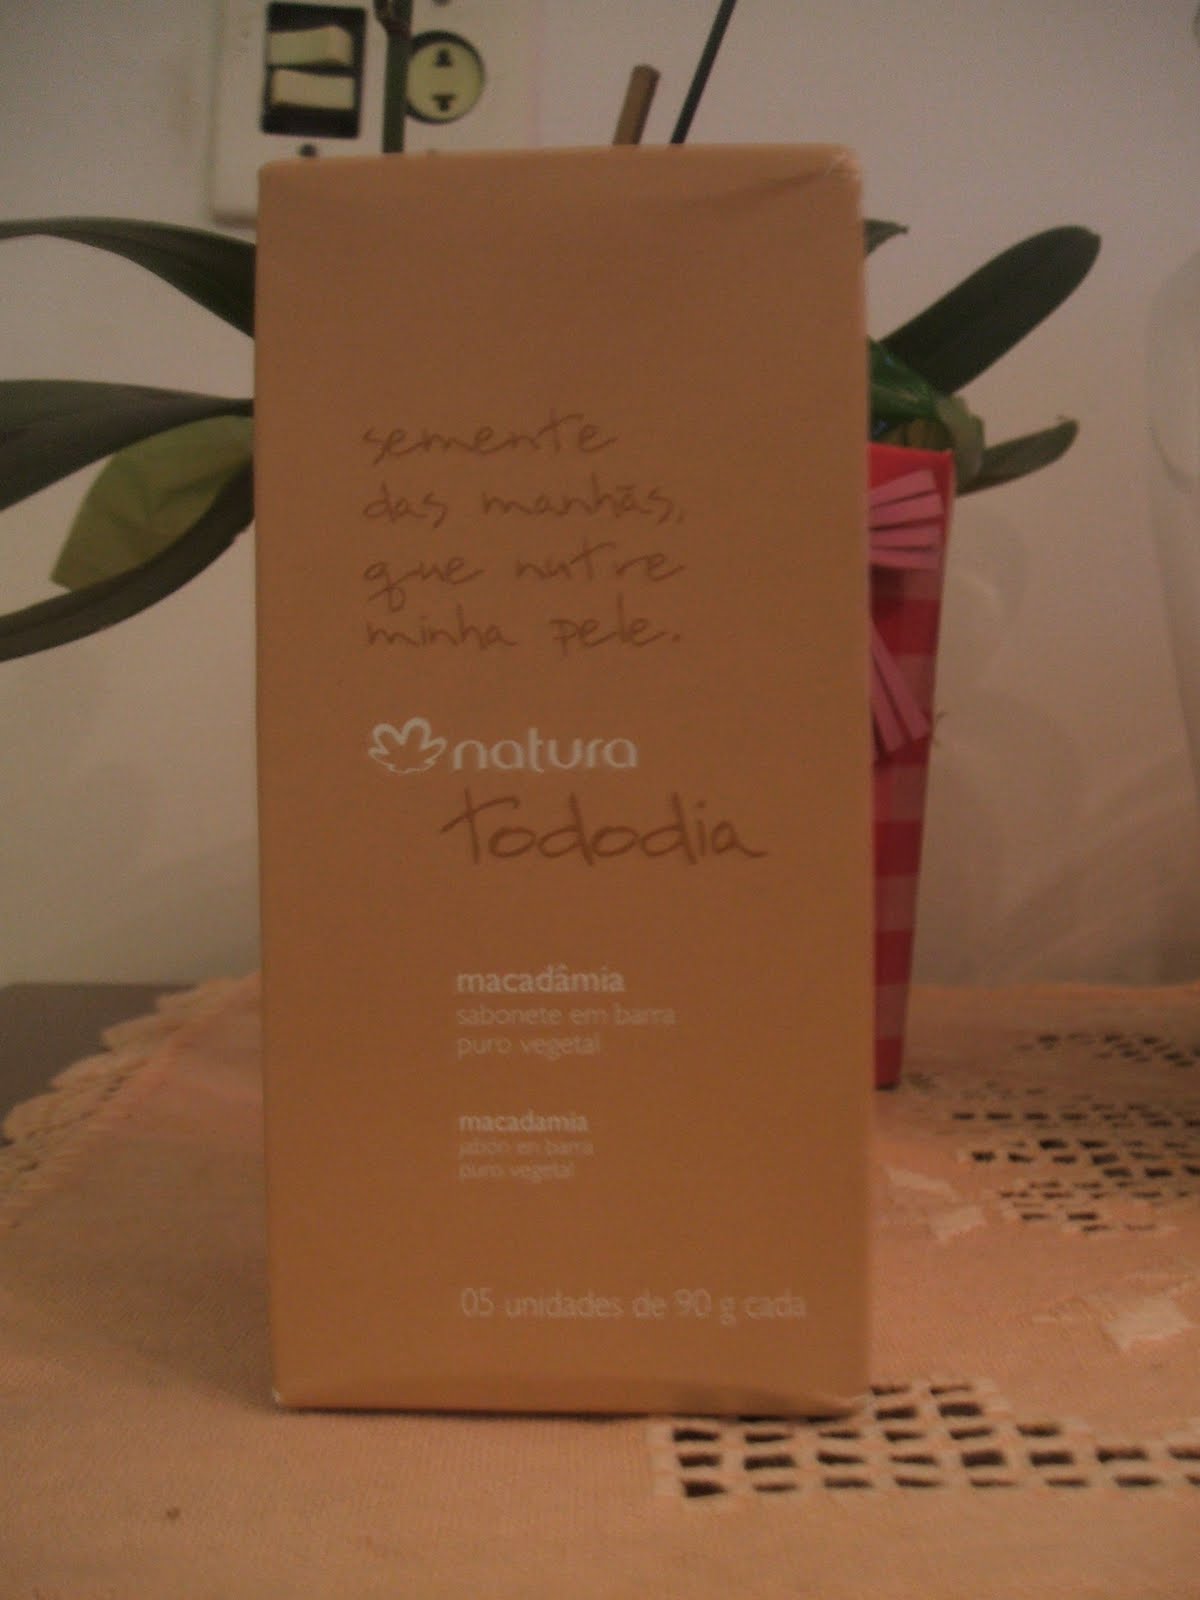 semente
das manhãs,
que nutre
minha pele.
natura
tododia
macadâmia
sabonete em barra
puro vegetal
macadamia
jabón en barra
puro vegetal
05 unidades de 90 g cada